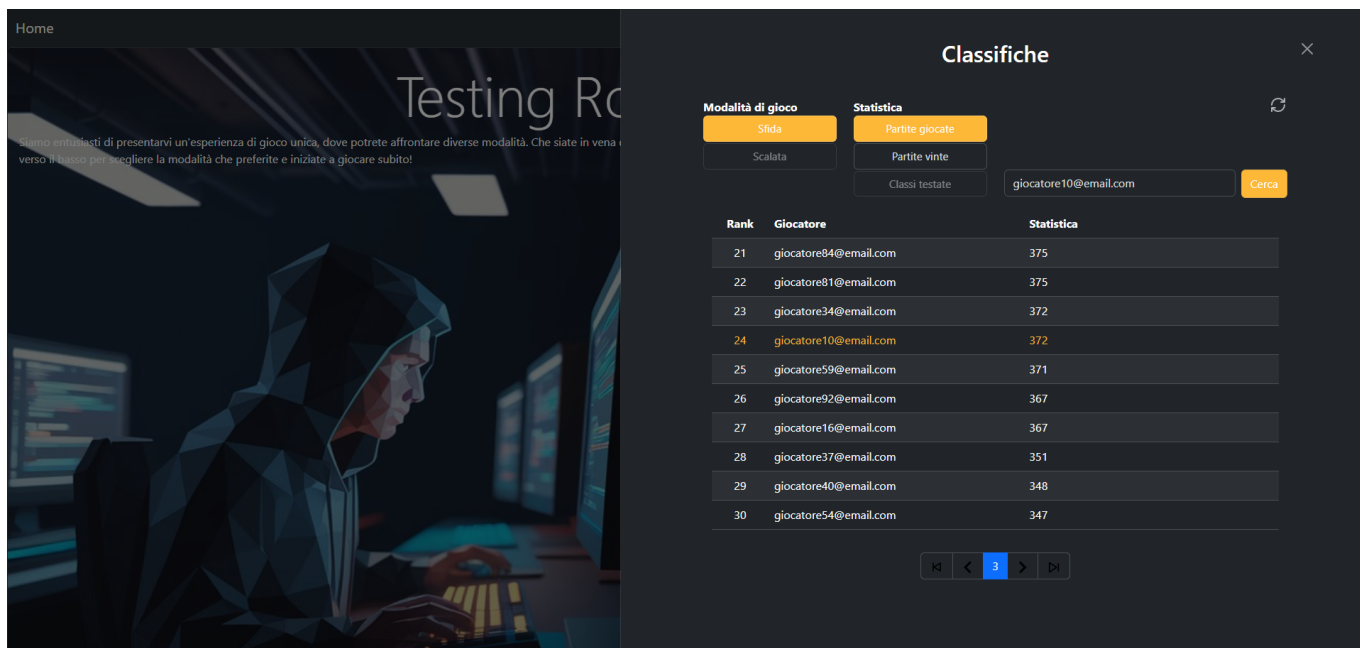 Home
Testing Ro
Siamo entusiasti di presentarvi un'esperienza di gioco unica, dove potrete affrontare diverse modalità. Che siate in vena
verso il basso per scegliere la modalità che preferite e iniziate a giocare subito!
Classifiche
Modalità di gioco
Sfida
Scalata
Statistica
Partite giocate
Partite vinte
Classi testate
giocatore10@email.com
Cerca
Rank Giocatore Statistica
21 giocatore84@email.com 375
22 giocatore81@email.com 375
23 giocatore34@email.com 372
24 giocatore10@email.com 372
25 giocatore59@email.com 371
26 giocatore92@email.com 367
27 giocatore16@email.com 367
28 giocatore37@email.com 351
29 giocatore40@email.com 348
30 giocatore54@email.com 347
3